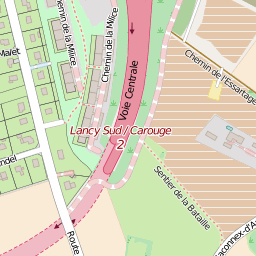 Malet
Chemin de la Milice
Chemin de la Milice
Voie Centrale
Chemin de l'Essartage
Lancy Sud / Carouge
2
Sentier de la Bataille
Route